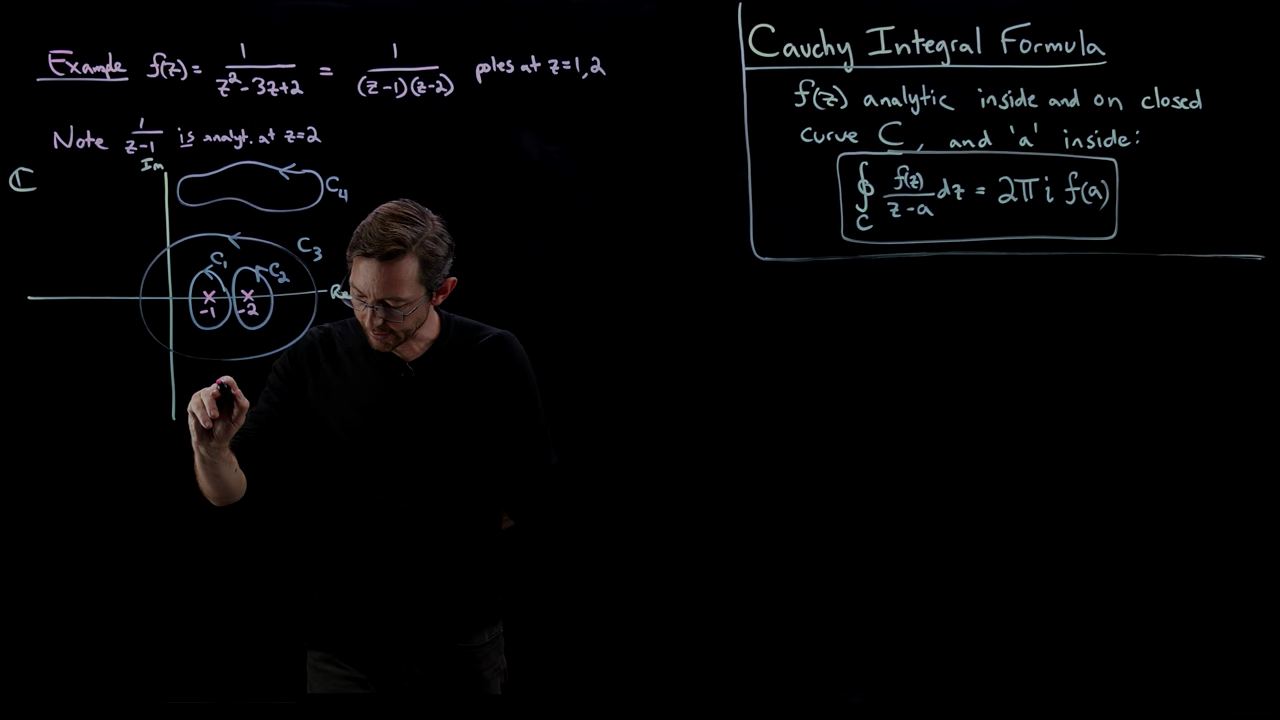 Example f(z) = 1/(z² - 3z + 2) = 1/((z-1)(z-2)) poles at z=1,2
Note 1/(z-1) is analyt. at z=2
ℂ
Im
C₄
C₃
C₁ C₂
Re
-1 -2
Cauchy Integral Formula
f(z) analytic inside and on closed
curve C, and 'a' inside:
∮_C f(z)/(z-a) dz = 2πi f(a)